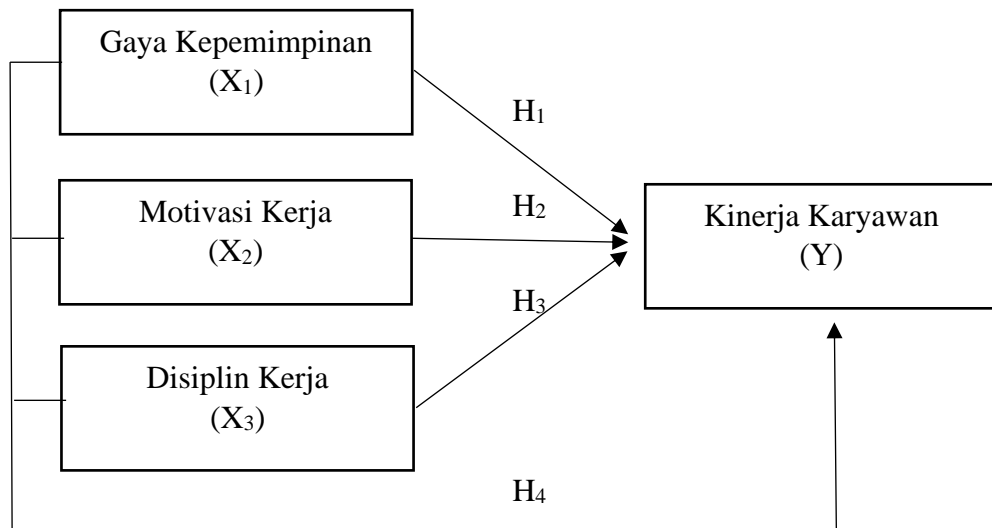 Gaya Kepemimpinan
(X₁)
H₁
Motivasi Kerja
(X₂)
H₂
Kinerja Karyawan
(Y)
H₃
Disiplin Kerja
(X₃)
H₄